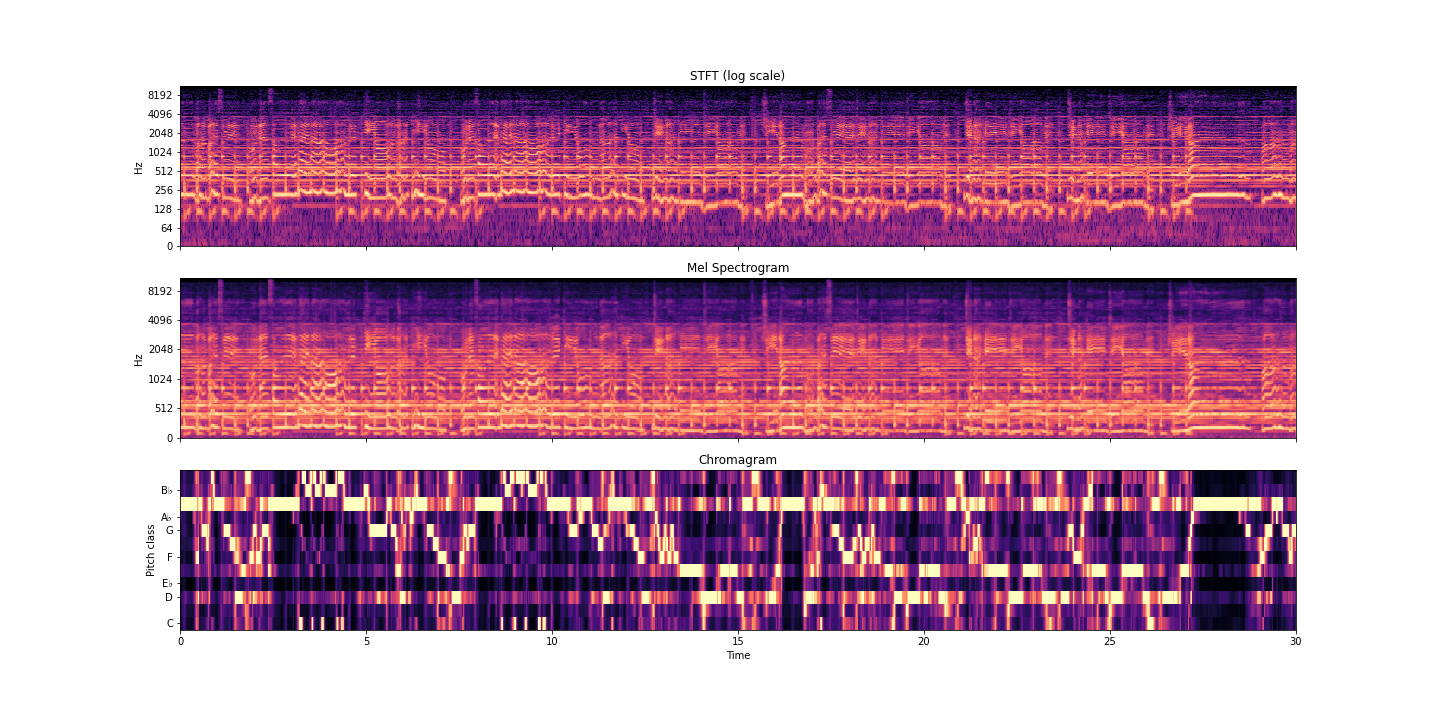 STFT (log scale)
8192
4096
2048
1024
512
256
128
64
0
Hz
Mel Spectrogram
8192
4096
2048
1024
512
0
Hz
Chromagram
B♭
A♭
G
F
E♭
D
C
Pitch class
0 5 10 15 20 25 30
Time